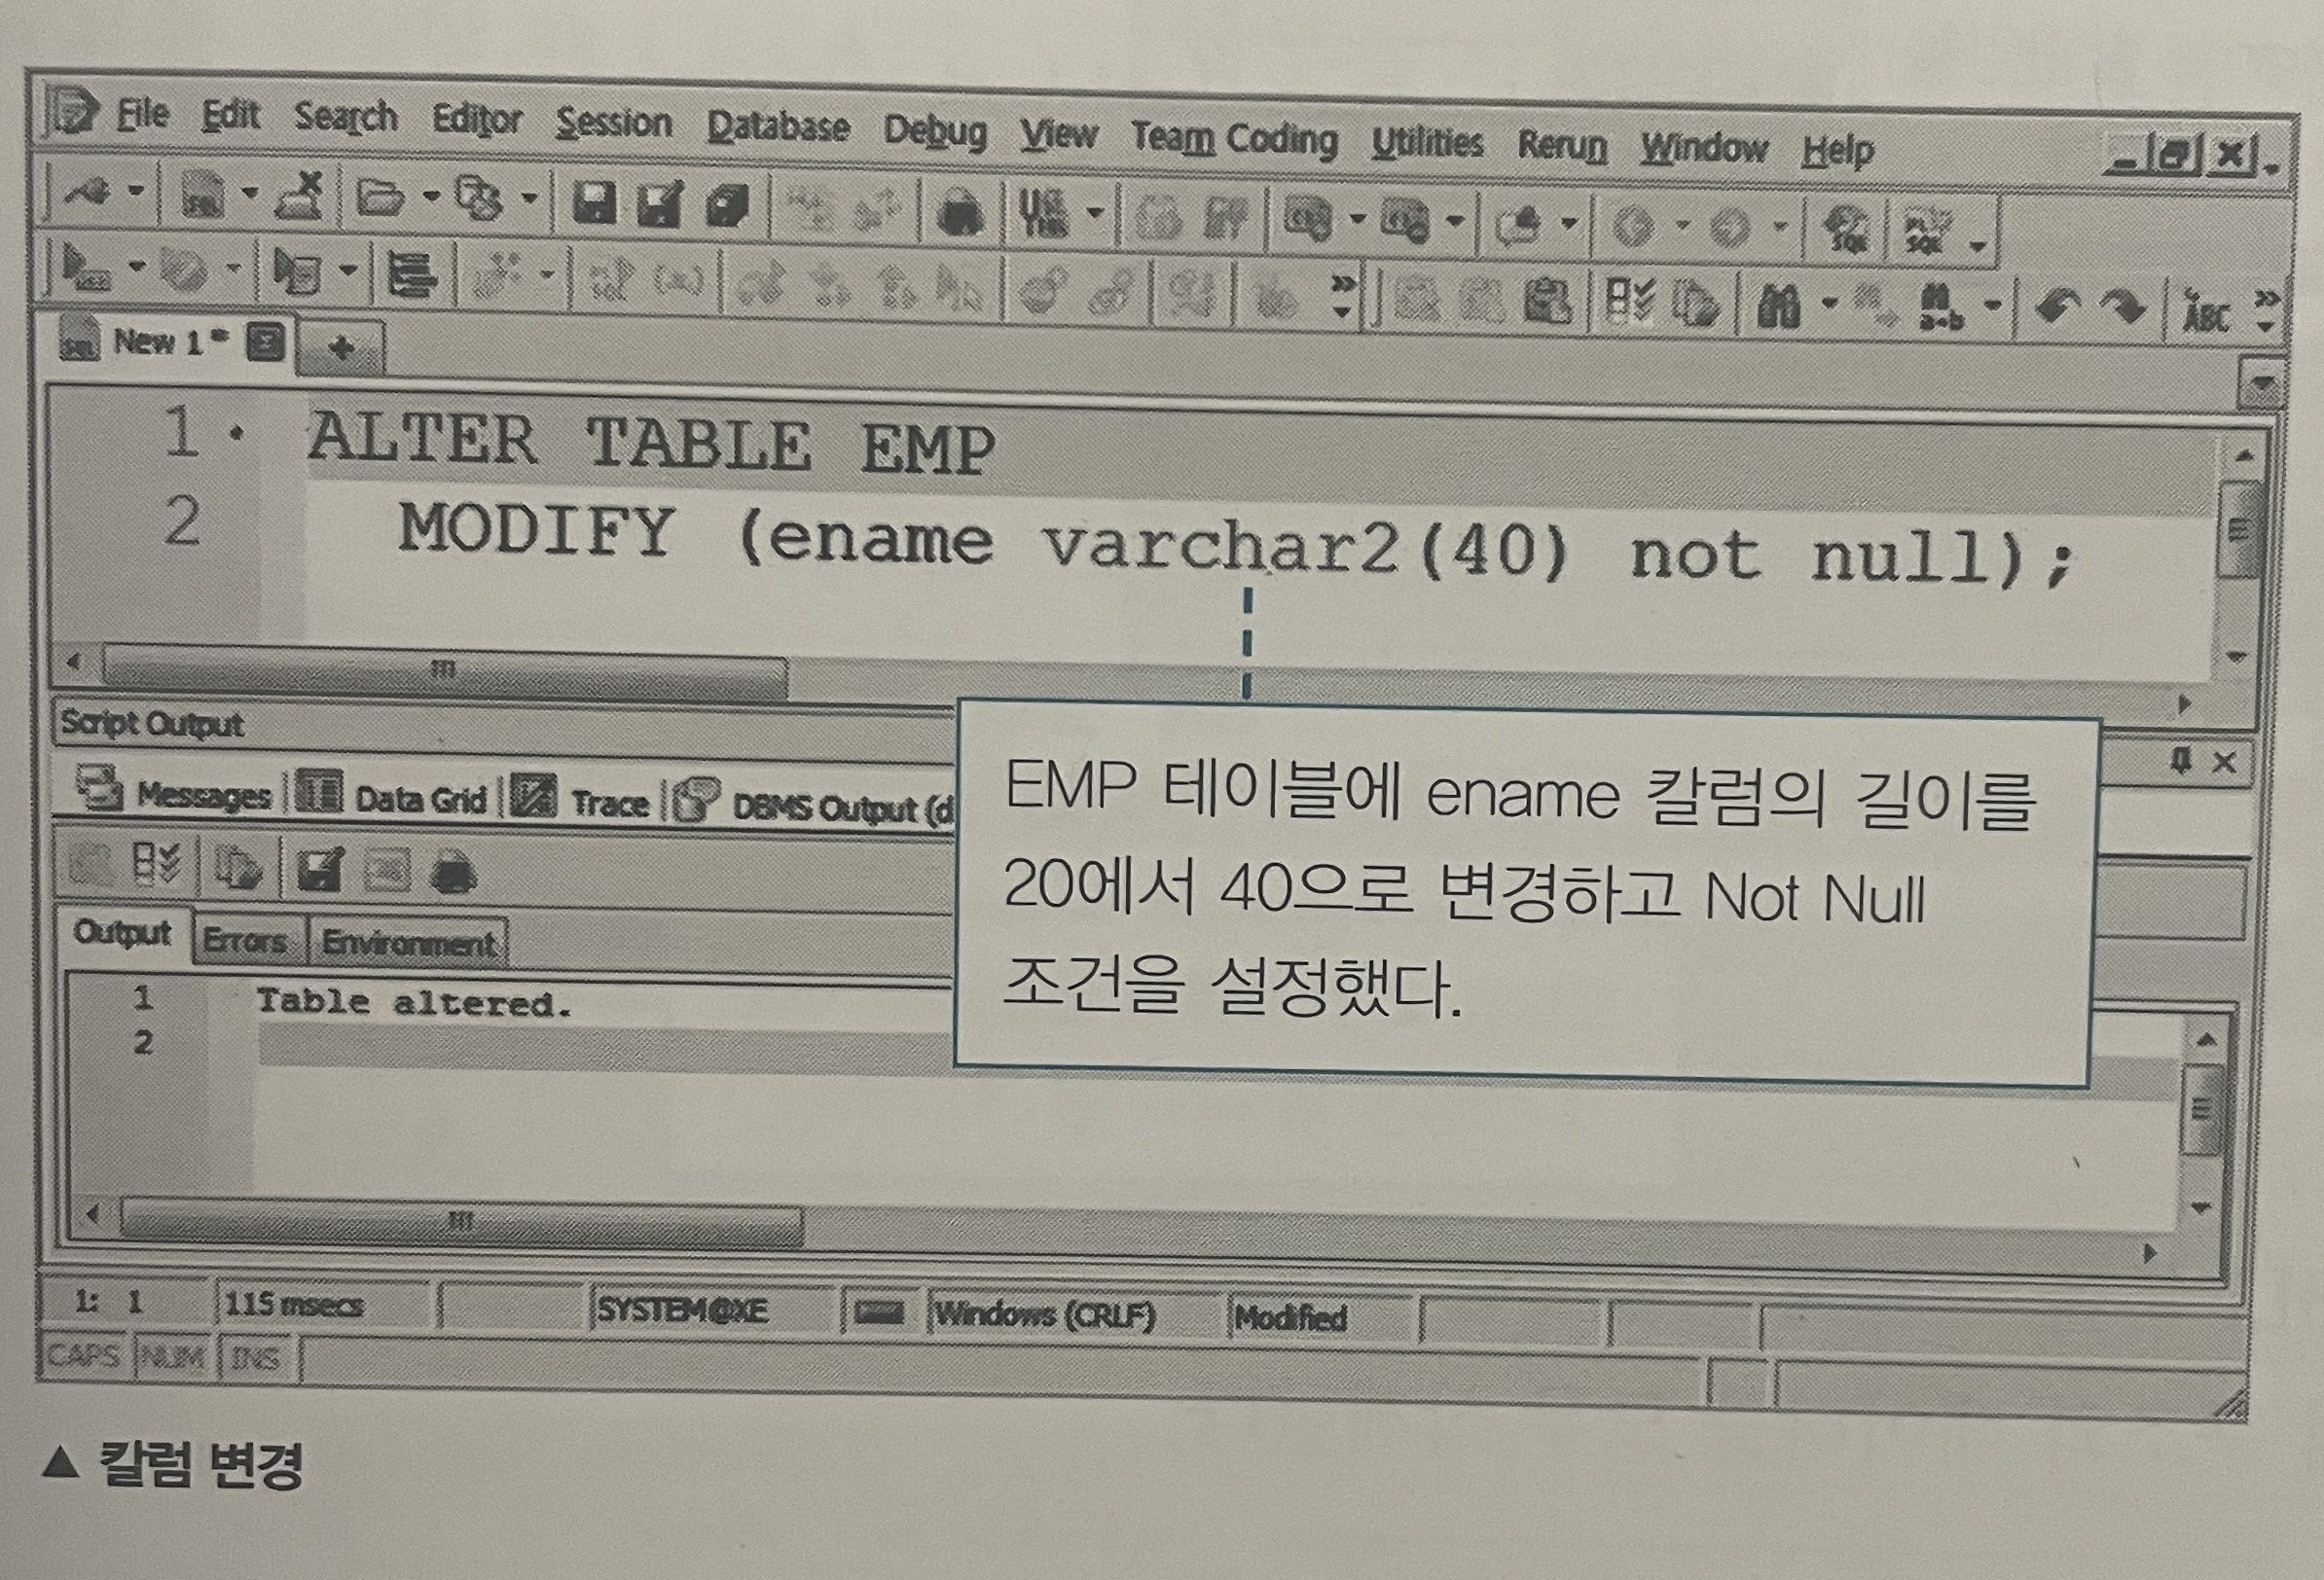 File Edit Search Editor Session Database Debug View Team Coding Utilities Rerun Window Help
New 1 *
1 ALTER TABLE EMP
2 MODIFY (ename varchar2(40) not null);
Script Output
Messages Data Grid Trace DBMS Output (d
EMP 테이블에 ename 칼럼의 길이를
20에서 40으로 변경하고 Not Null
조건을 설정했다.
Output Errors Environment
1 Table altered.
2
1: 1 115 msecs SYSTEM@XE Windows (CRLF) Modified
CAPS NUM INS
▲ 칼럼 변경